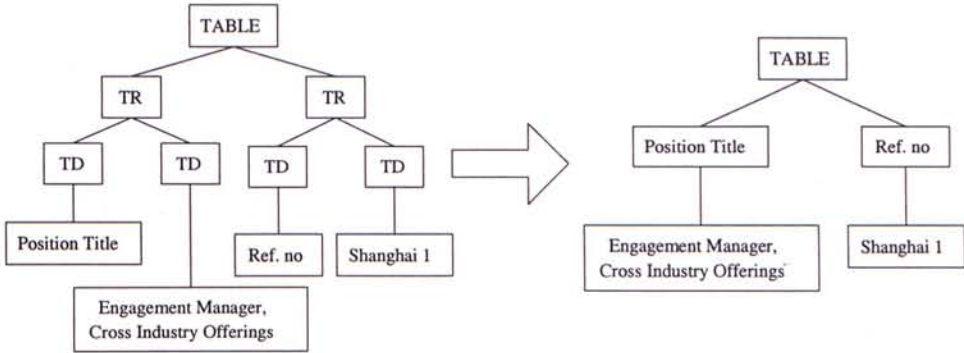 TABLE
TR
TR
TD
TD
TD
TD
Position Title
Ref. no
Shanghai 1
Engagement Manager,
Cross Industry Offerings
TABLE
Position Title
Ref. no
Engagement Manager,
Cross Industry Offerings
Shanghai 1